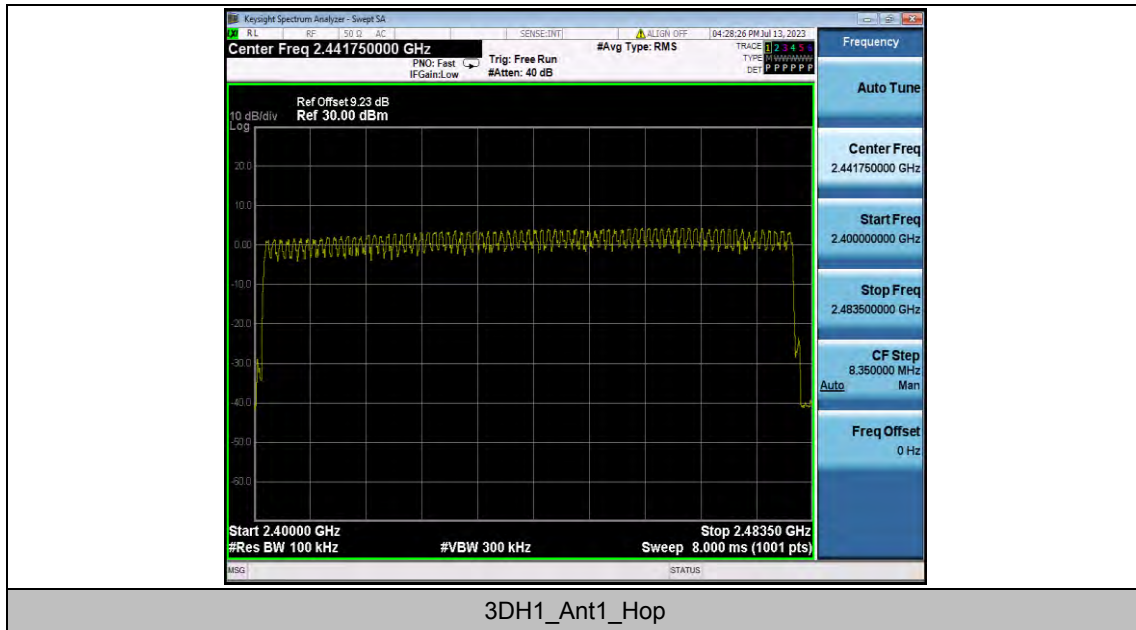 Keysight Spectrum Analyzer - Swept SA
RL RF 50 Ω AC SENSE:INT ALIGN OFF 04:28:26 PM Jul 13, 2023
Center Freq 2.441750000 GHz
PNO: Fast
IFGain:Low
Trig: Free Run
#Atten: 40 dB
#Avg Type: RMS
TRACE 1 2 3 4 5 6
TYPE M W W W W W
DET P P P P P P
Ref Offset 9.23 dB
10 dB/div Ref 30.00 dBm
Log
20.0
10.0
0.00
-10.0
-20.0
-30.0
-40.0
-50.0
-60.0
Start 2.40000 GHz Stop 2.48350 GHz
#Res BW 100 kHz #VBW 300 kHz Sweep 8.000 ms (1001 pts)
MSG STATUS
Frequency
Auto Tune
Center Freq
2.441750000 GHz
Start Freq
2.400000000 GHz
Stop Freq
2.483500000 GHz
CF Step
8.350000 MHz
Auto Man
Freq Offset
0 Hz
3DH1_Ant1_Hop